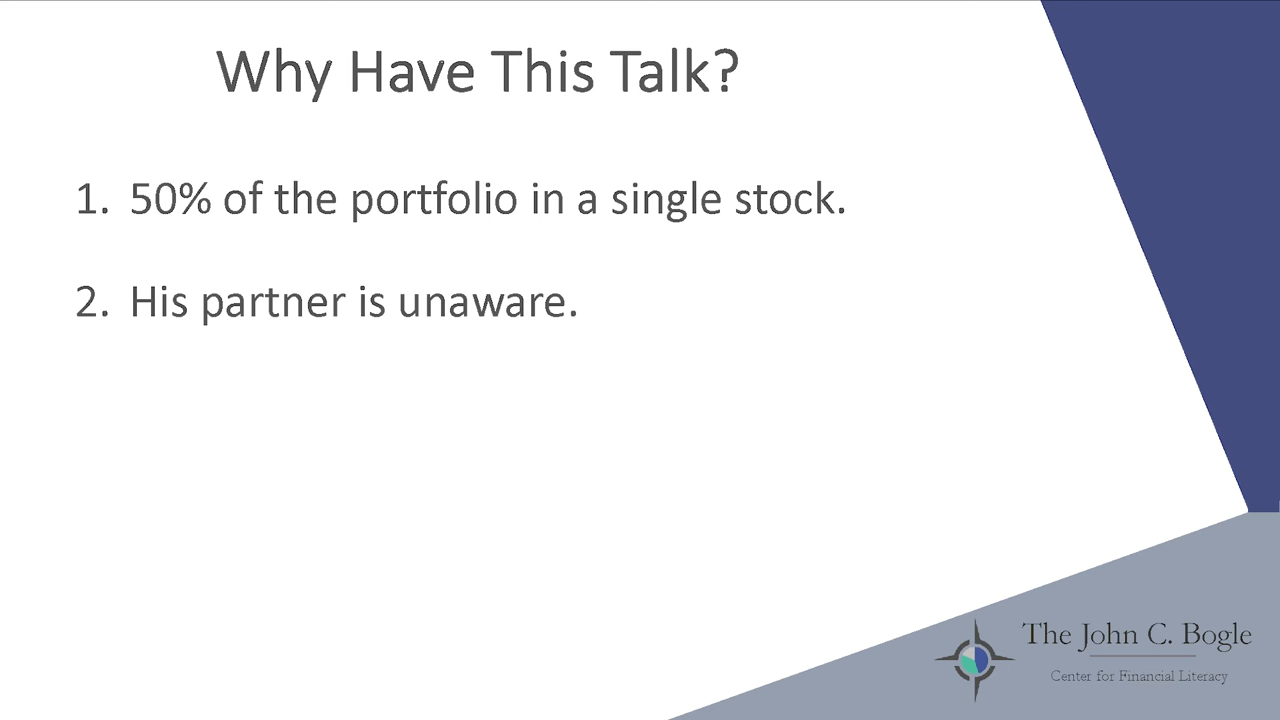 Why Have This Talk?
1. 50% of the portfolio in a single stock.
2. His partner is unaware.
The John C. Bogle
Center for Financial Literacy